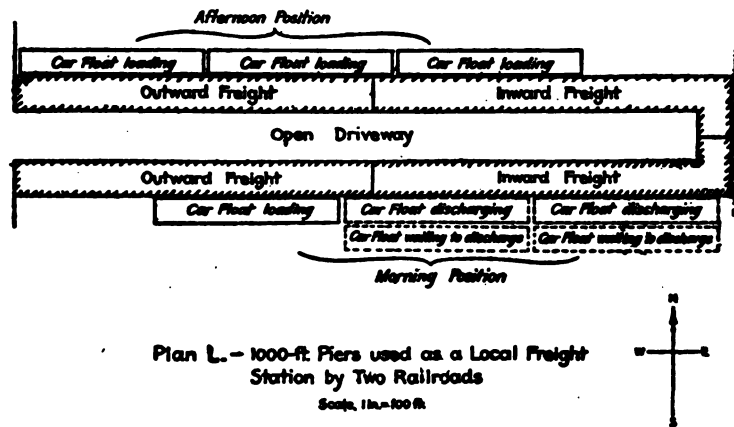 Afternoon Position
Car Float loading Car Float loading Car Float loading
Outward Freight Inward Freight
Open Driveway
Outward Freight Inward Freight
Car Float loading Car Float discharging Car Float discharging
Car Float waiting to discharge Car Float waiting to discharge
Morning Position
N
W E
S
Plan L. - 1000-ft Piers used as a Local Freight
Station by Two Railroads
Scale, 1 in.=100 ft.